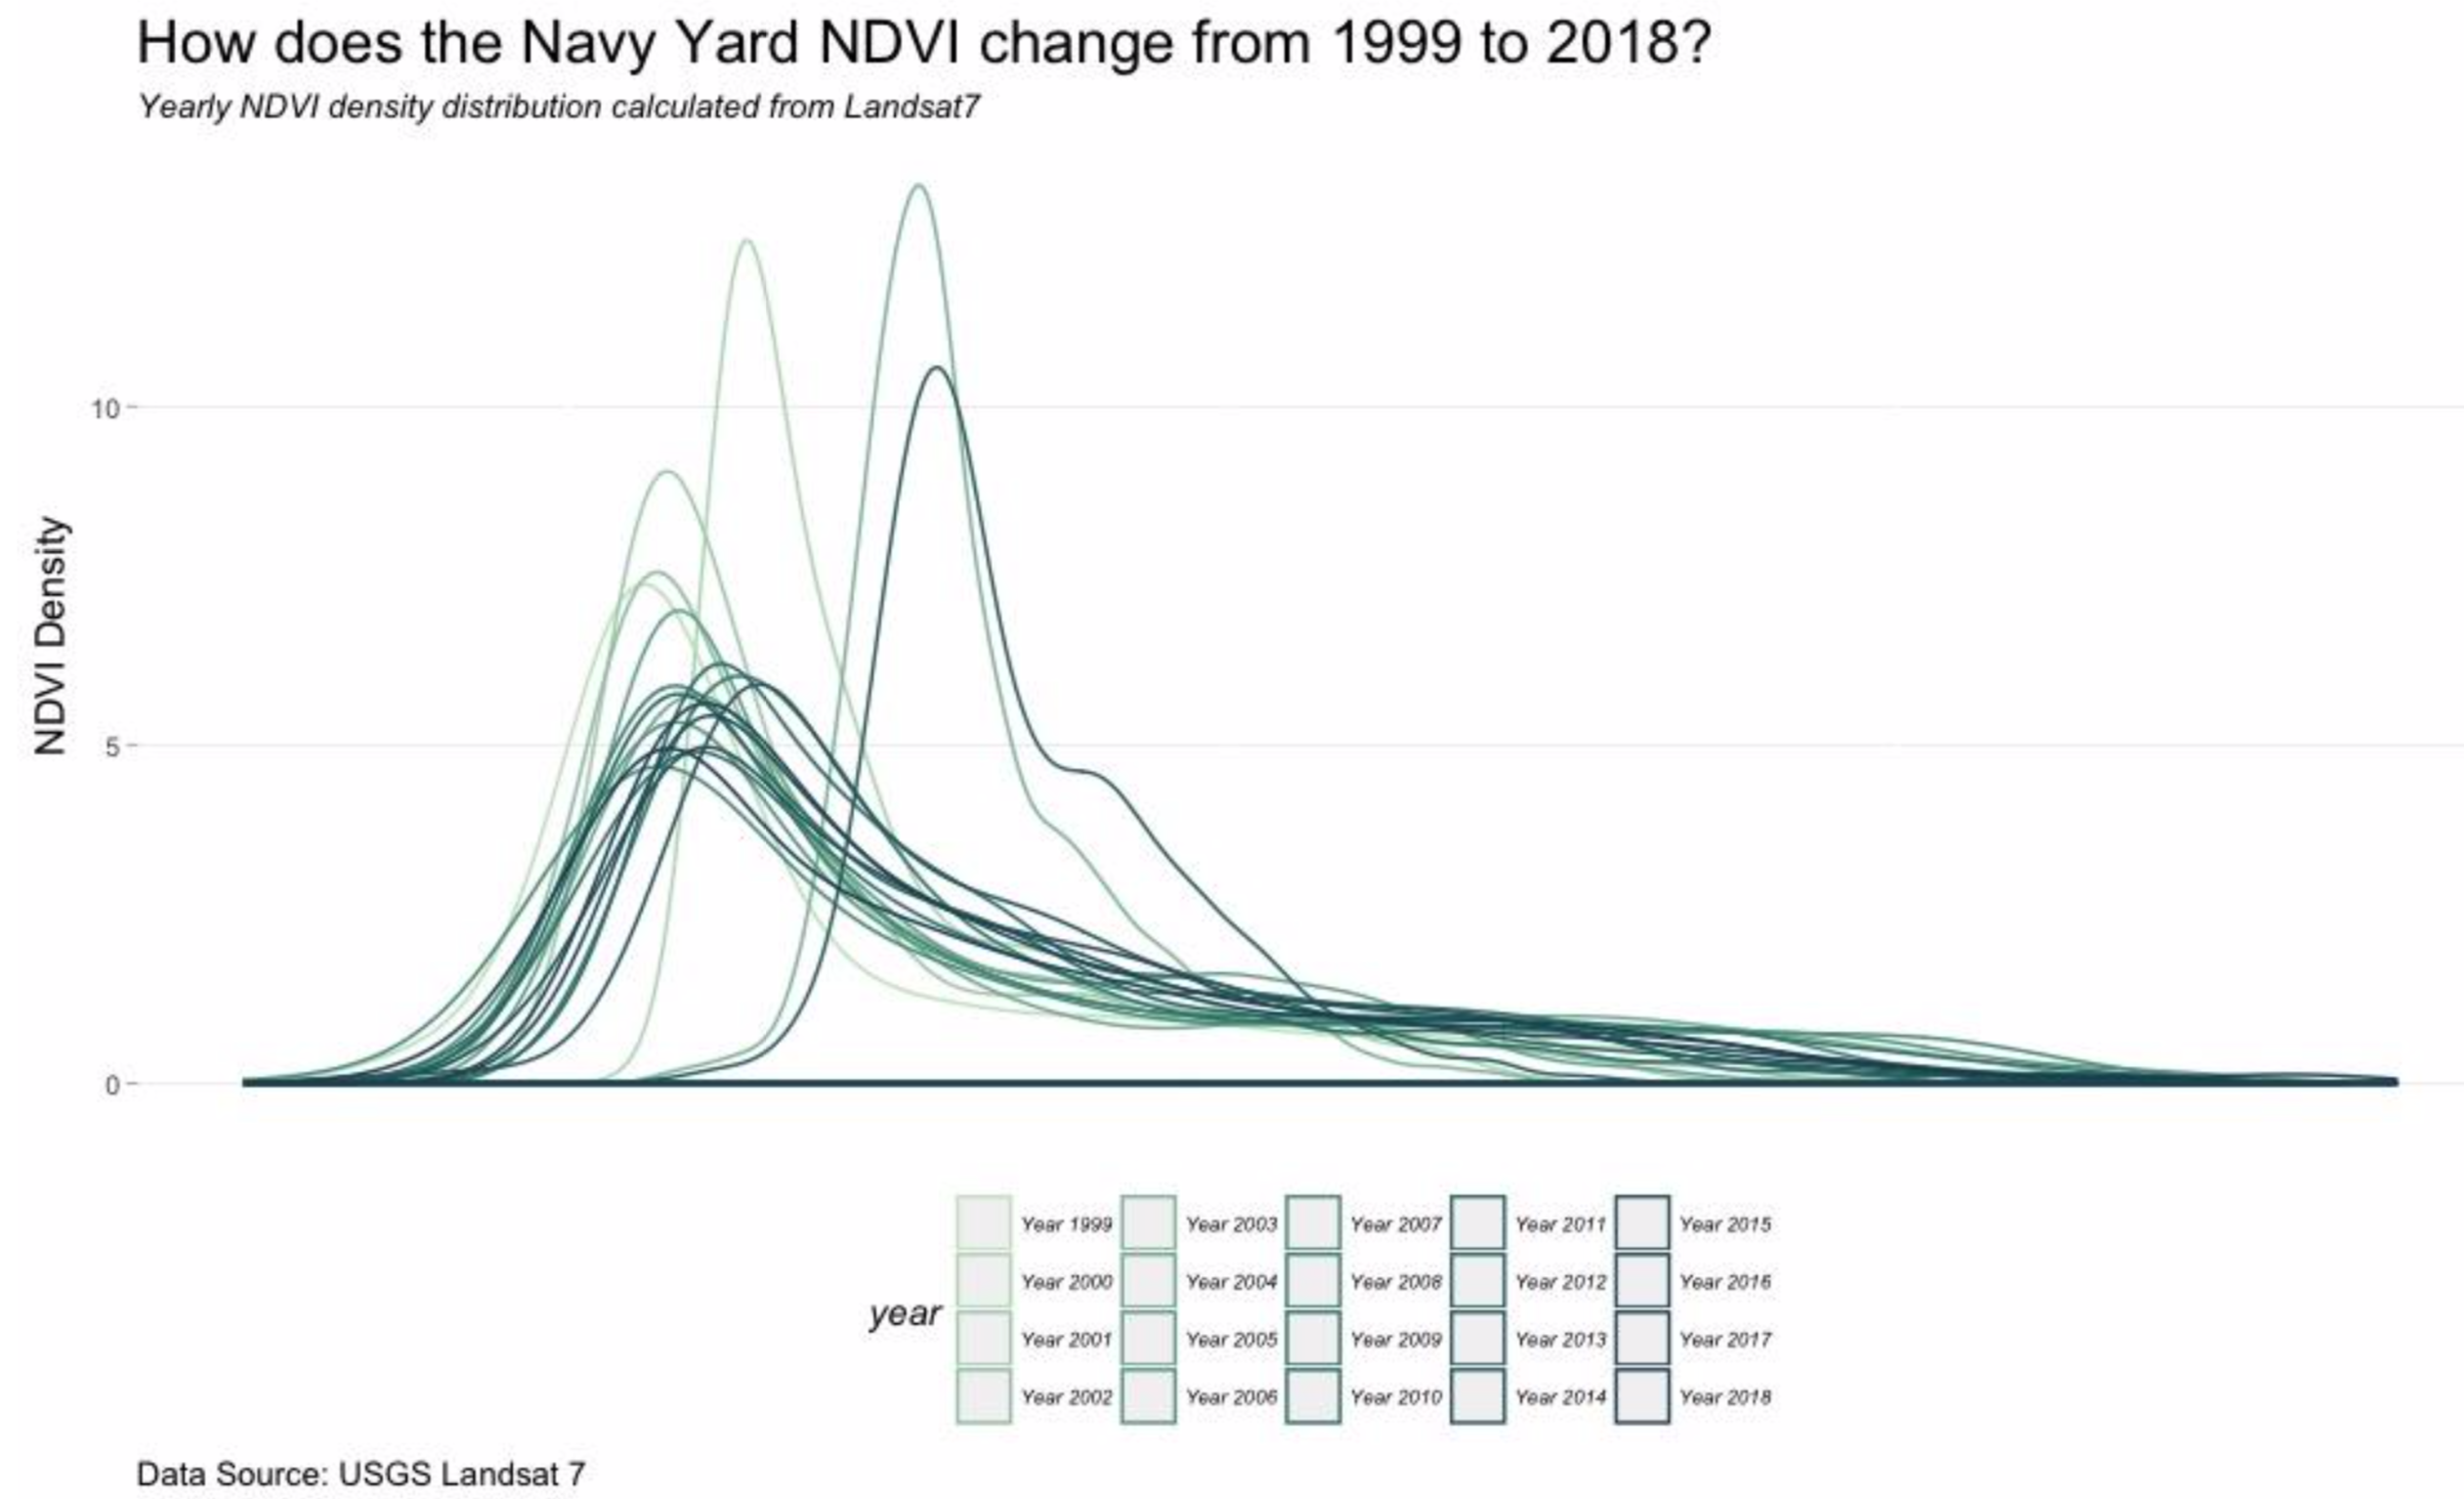 How does the Navy Yard NDVI change from 1999 to 2018?
Yearly NDVI density distribution calculated from Landsat7
NDVI Density
10
5
0
year
Year 1999 Year 2003 Year 2007 Year 2011 Year 2015
Year 2000 Year 2004 Year 2008 Year 2012 Year 2016
Year 2001 Year 2005 Year 2009 Year 2013 Year 2017
Year 2002 Year 2006 Year 2010 Year 2014 Year 2018
Data Source: USGS Landsat 7